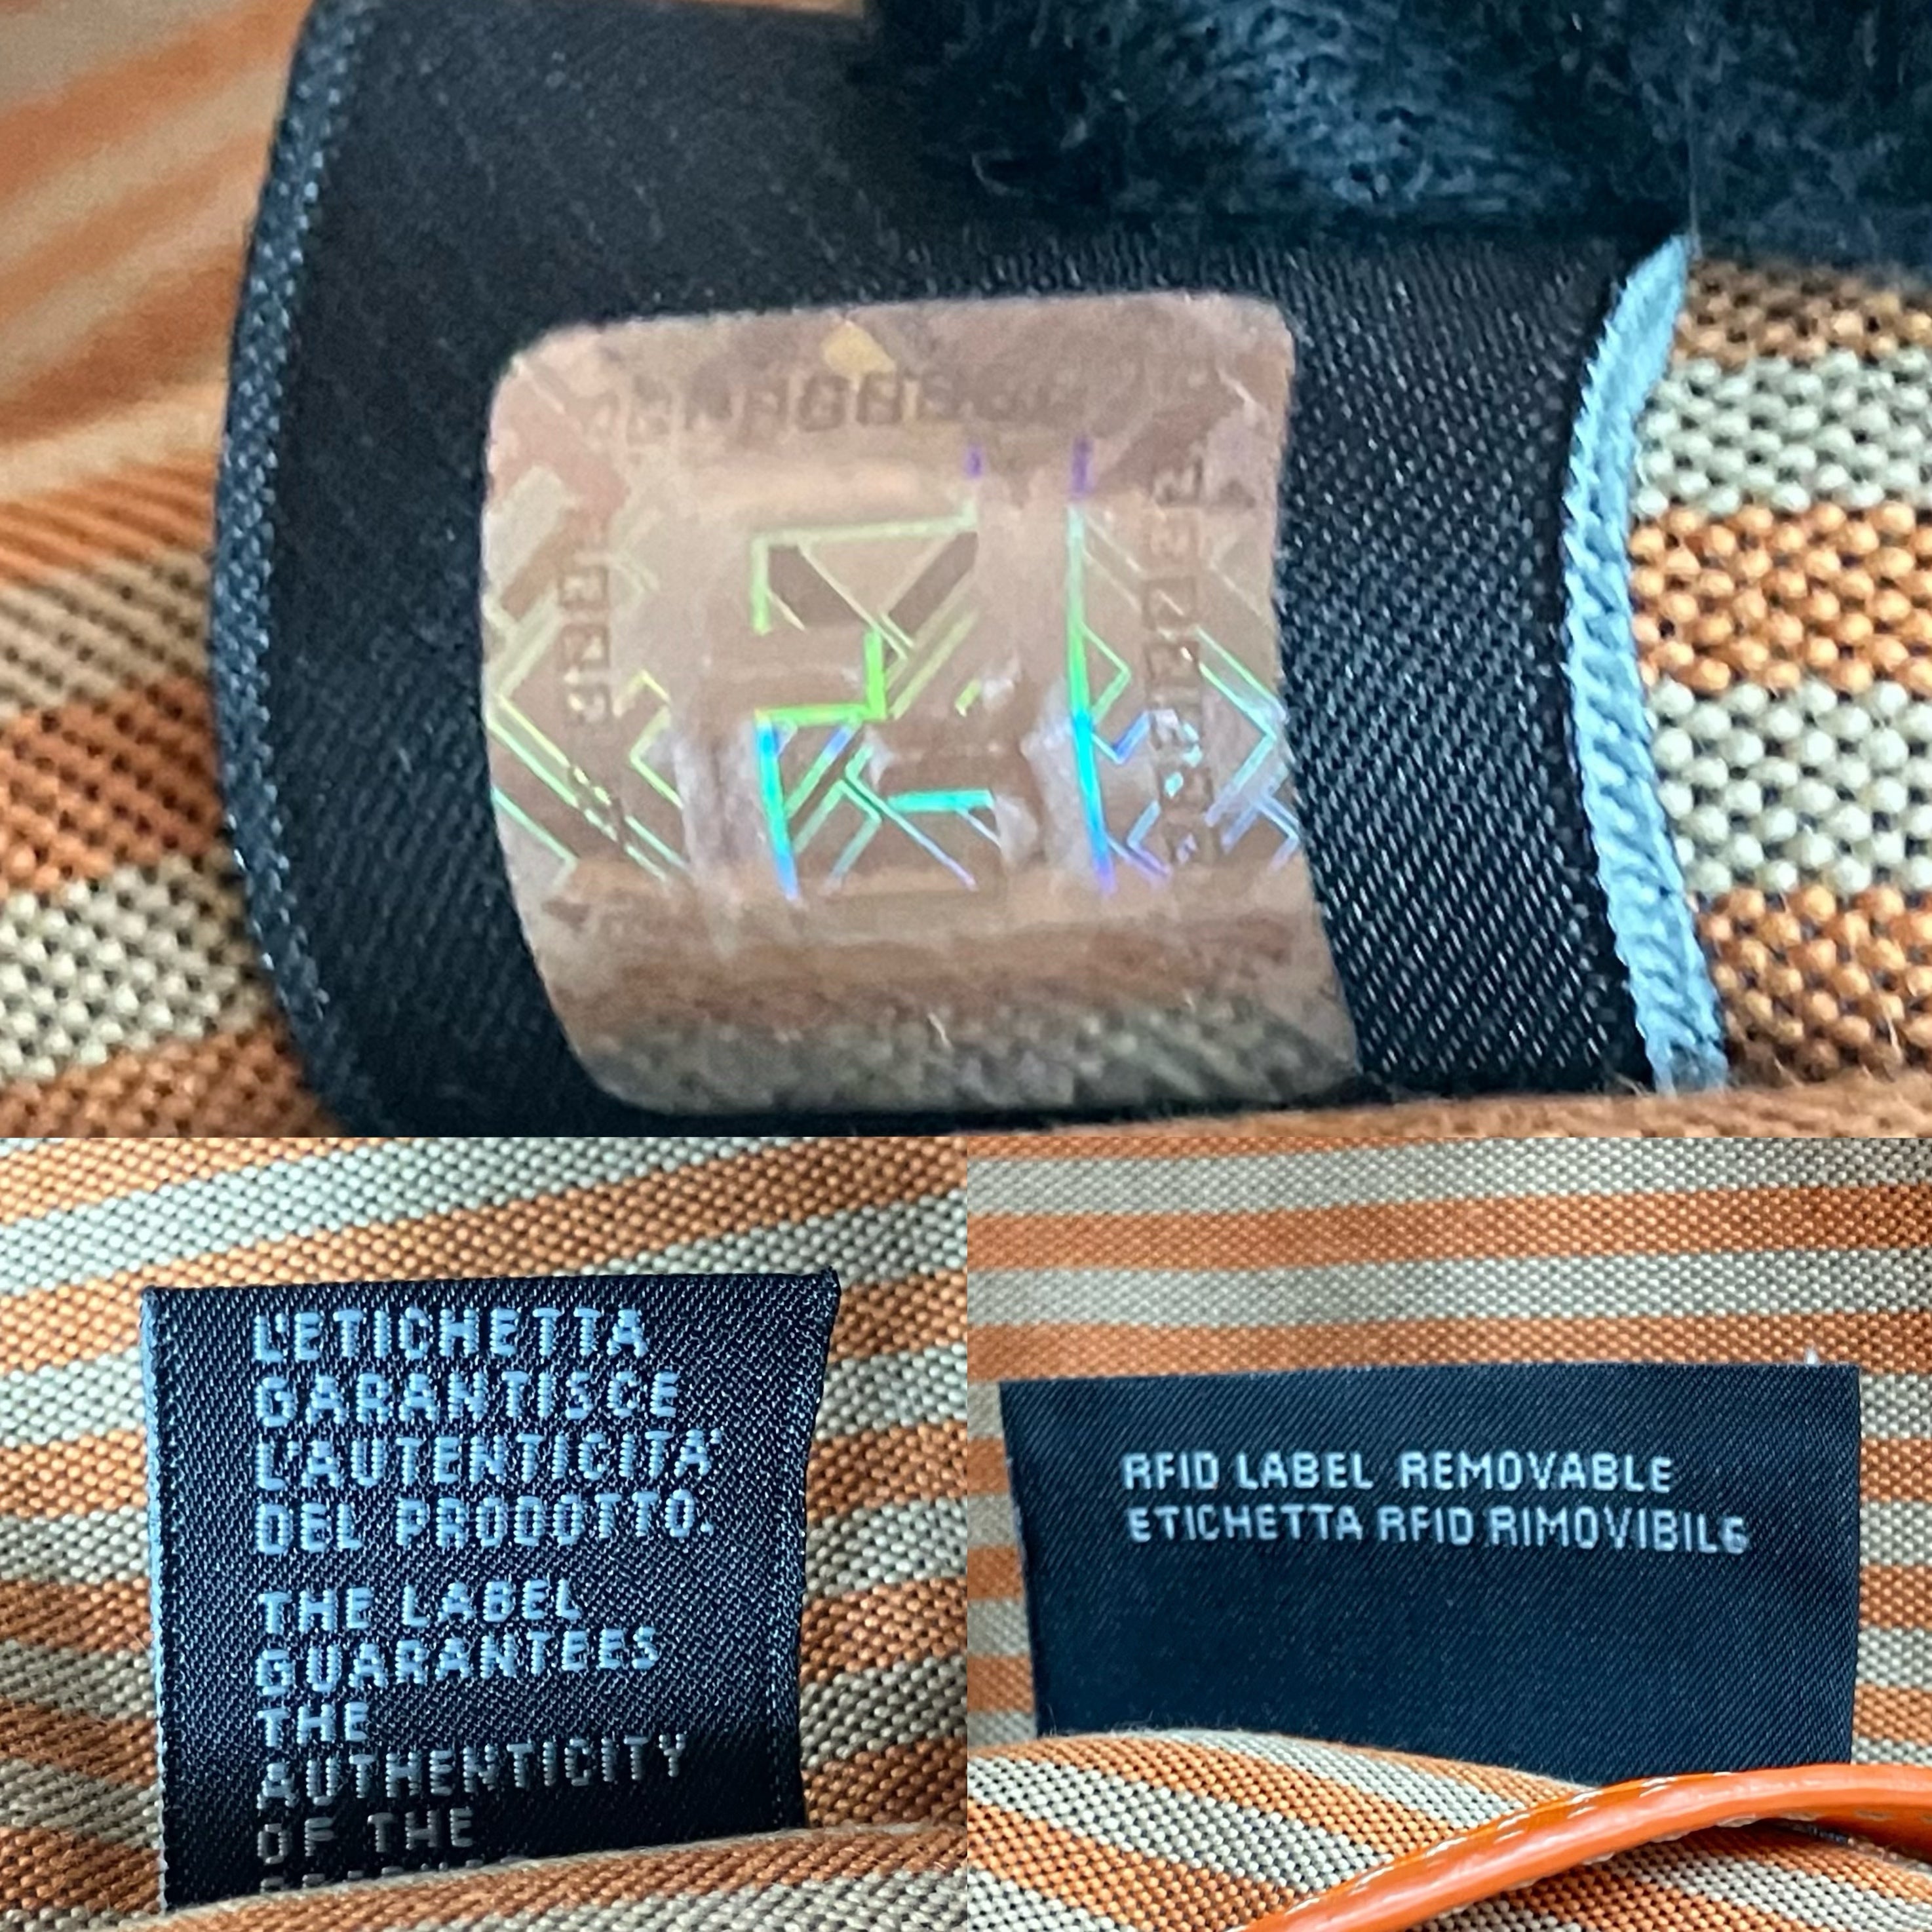 L'ETICHETTA
GARANTISCE
L'AUTENTICITA'
DEL PRODOTTO.
THE LABEL
GUARANTEES
THE
AUTHENTICITY
OF THE
RFID LABEL REMOVABLE
ETICHETTA RFID RIMOVIBILE